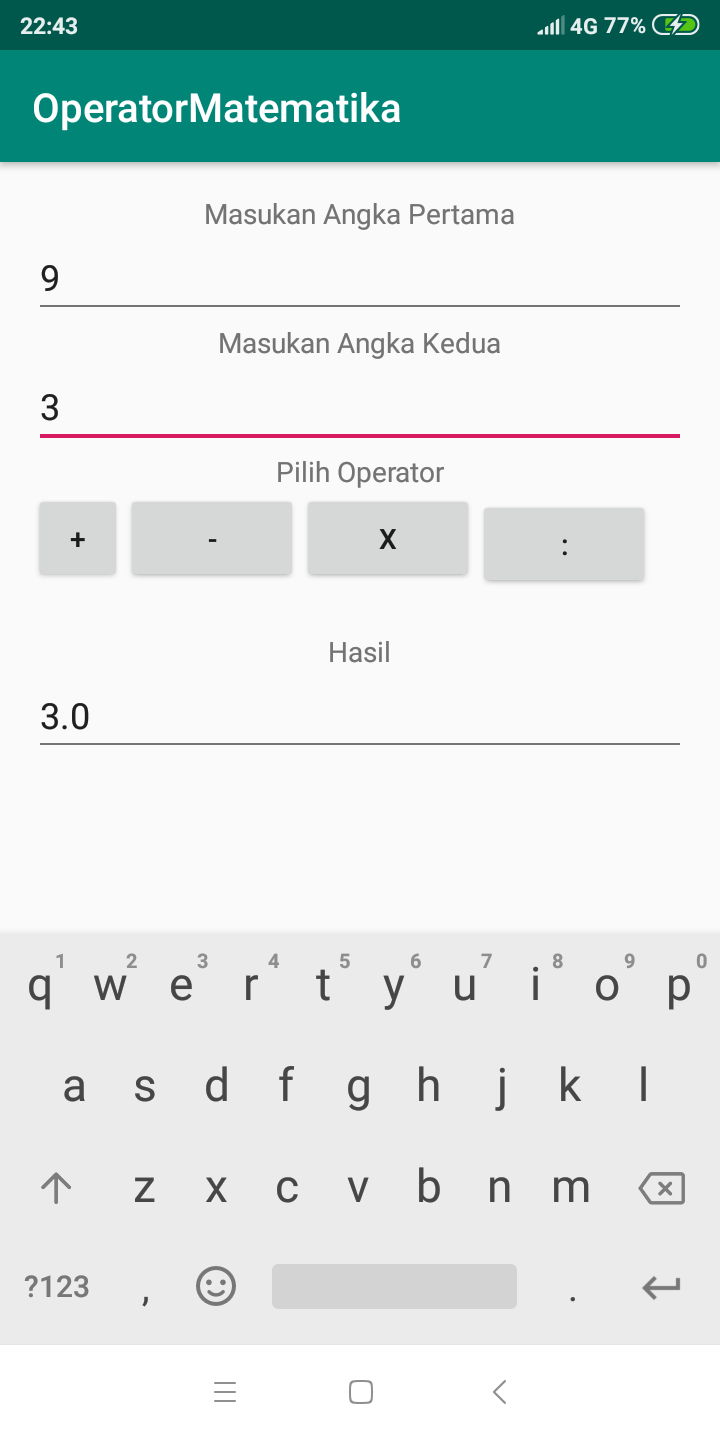 22:43 4G 77%
OperatorMatematika
Masukan Angka Pertama
9
Masukan Angka Kedua
3
Pilih Operator
+ - X :
Hasil
3.0
1 2 3 4 5 6 7 8 9 0
q w e r t y u i o p
a s d f g h j k l
z x c v b n m
?123 , .